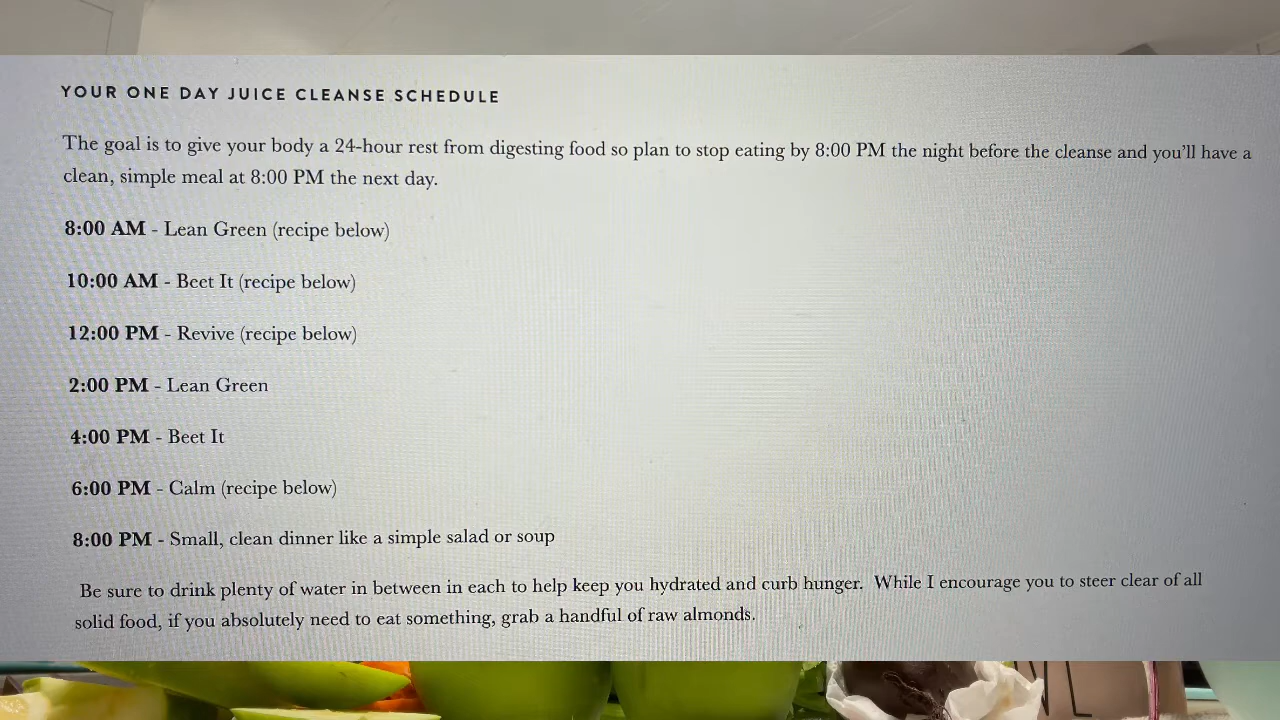 YOUR ONE DAY JUICE CLEANSE SCHEDULE
The goal is to give your body a 24-hour rest from digesting food so plan to stop eating by 8:00 PM the night before the cleanse and you'll have a
clean, simple meal at 8:00 PM the next day.
8:00 AM - Lean Green (recipe below)
10:00 AM - Beet It (recipe below)
12:00 PM - Revive (recipe below)
2:00 PM - Lean Green
4:00 PM - Beet It
6:00 PM - Calm (recipe below)
8:00 PM - Small, clean dinner like a simple salad or soup
Be sure to drink plenty of water in between in each to help keep you hydrated and curb hunger. While I encourage you to steer clear of all
solid food, if you absolutely need to eat something, grab a handful of raw almonds.